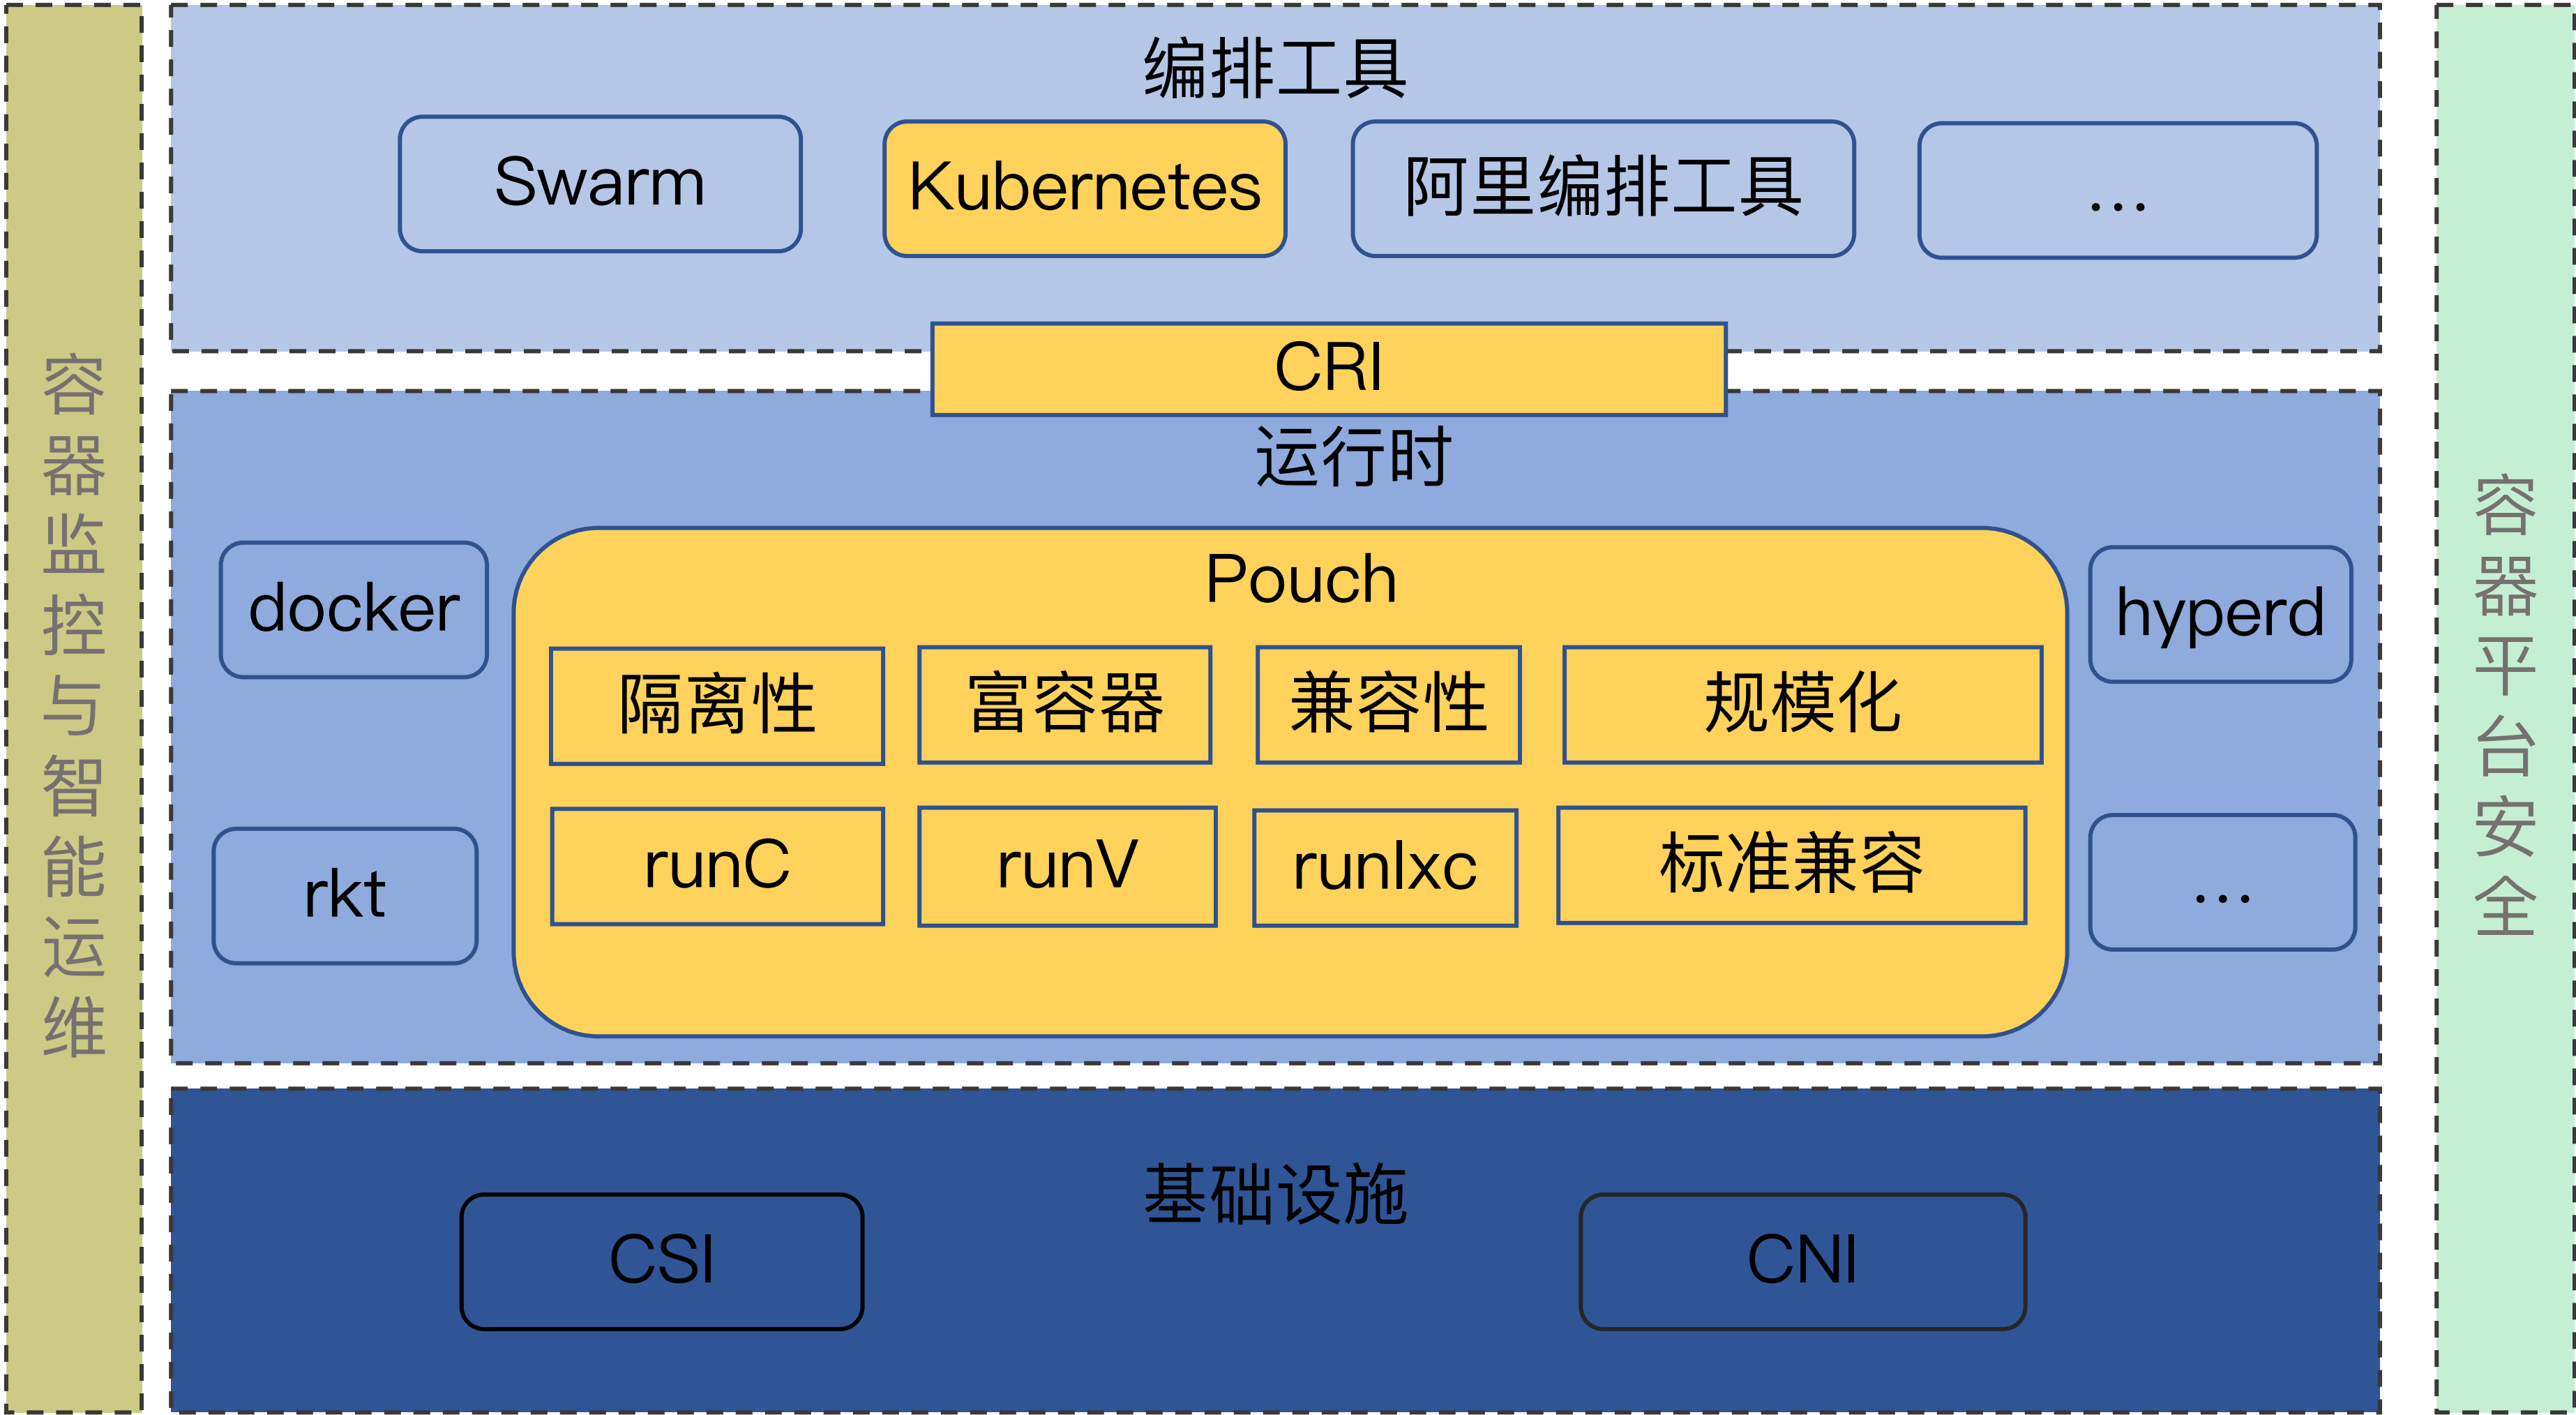 编排工具
Swarm
Kubernetes
阿里编排工具
...
CRI
运行时
docker
rkt
Pouch
隔离性
富容器
兼容性
规模化
runC
runV
runlxc
标准兼容
hyperd
...
基础设施
CSI
CNI
容器监控与智能运维
容器平台安全